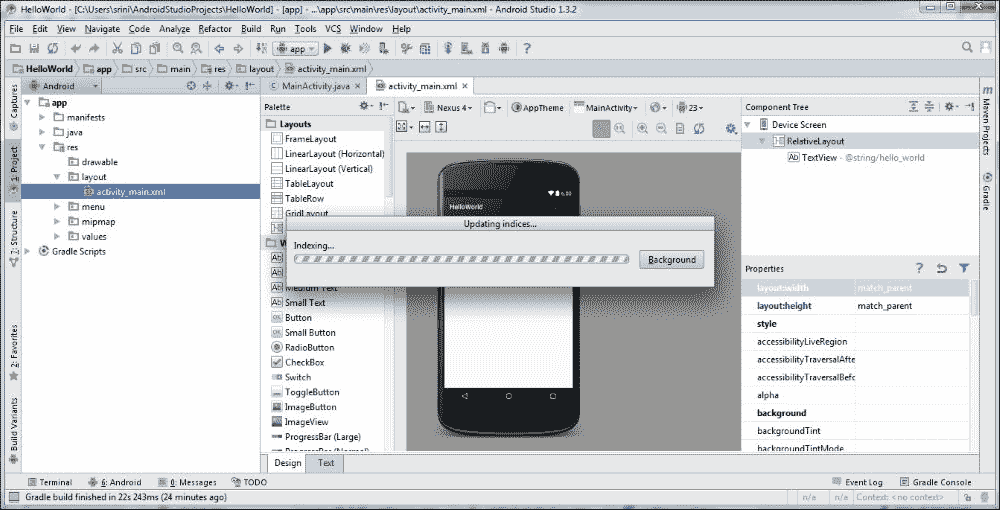 HelloWorld - [C:\Users\srini\AndroidStudioProjects\HelloWorld] - [app] - ...\app\src\main\res\layout\activity_main.xml - Android Studio 1.3.2
File Edit View Navigate Code Analyze Refactor Build Run Tools VCS Window Help
app
HelloWorld app src main res layout activity_main.xml
Android
MainActivity.java activity_main.xml
Captures
1: Project
7: Structure
2: Favorites
Build Variants
app
manifests
java
res
drawable
layout
activity_main.xml
menu
mipmap
values
Gradle Scripts
Palette
Layouts
FrameLayout
LinearLayout (Horizontal)
LinearLayout (Vertical)
TableLayout
TableRow
GridLayout
Medium Text
Small Text
Button
Small Button
RadioButton
CheckBox
Switch
ToggleButton
ImageButton
ImageView
ProgressBar (Large)
ProgressBar (Normal)
Nexus 4 AppTheme MainActivity 23
6:00
HelloWorld
Updating indices...
Indexing...
Background
Component Tree
Device Screen
RelativeLayout
Ab TextView - @string/hello_world
Properties
layout:width match_parent
layout:height match_parent
style
accessibilityLiveRegion
accessibilityTraversalAfte
accessibilityTraversalBefo
alpha
background
backgroundTint
backgroundTintMode
m Maven Projects
Gradle
Design Text
Terminal 6: Android 0: Messages TODO Event Log Gradle Console
Gradle build finished in 22s 243ms (24 minutes ago) n/a n/a Context: <no context>